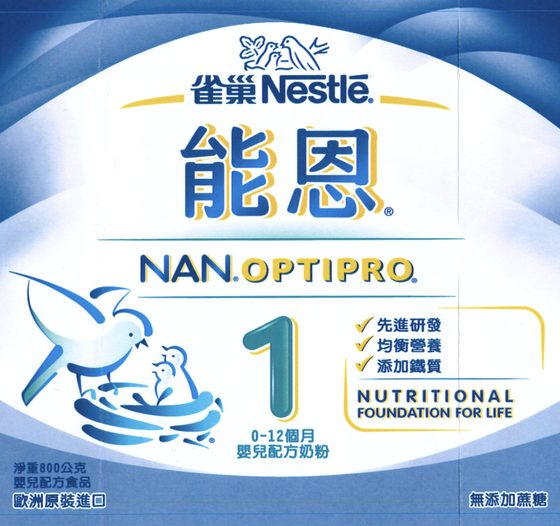 雀巢 Nestlé®
能恩®
NAN® OPTIPRO®
1
0-12個月
嬰兒配方奶粉
✓先進研發
✓均衡營養
✓添加鐵質
NUTRITIONAL
FOUNDATION FOR LIFE
淨重800公克
嬰兒配方食品
歐洲原裝進口
無添加蔗糖